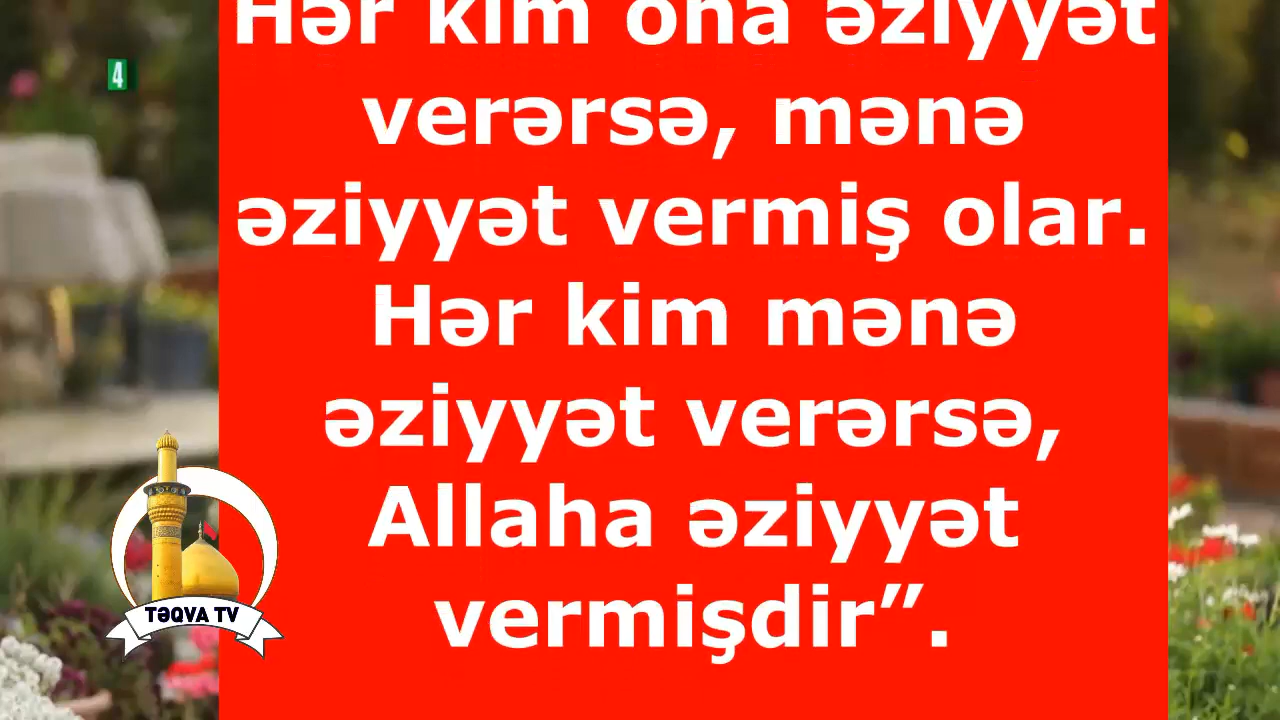 Hər kim ona əziyyət
4
verərsə, mənə
əziyyət vermiş olar.
Hər kim mənə
əziyyət verərsə,
Allaha əziyyət
vermişdir”.
TƏQVA TV